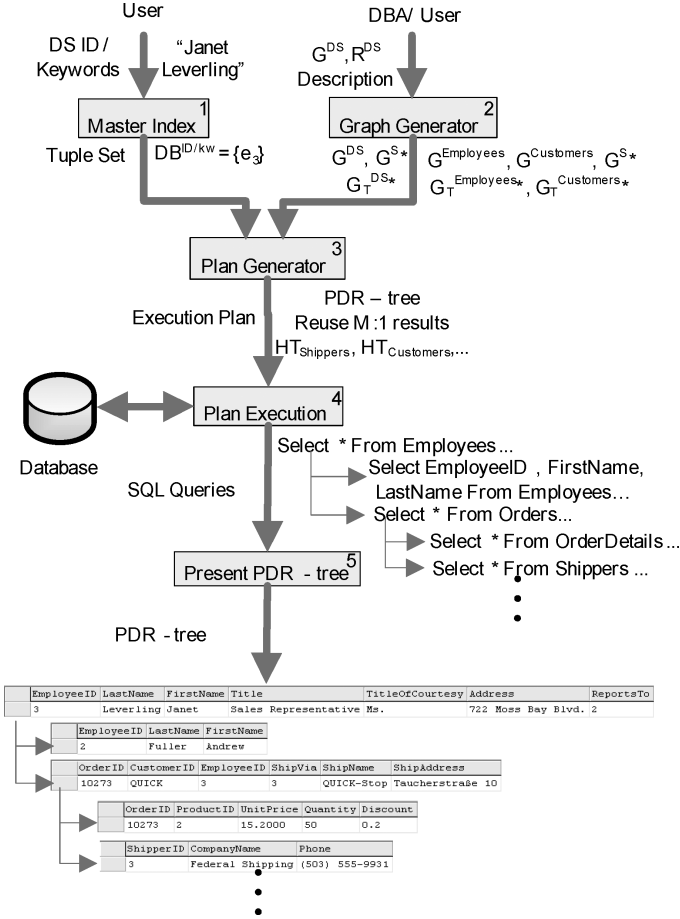 User
DBA/ User
DS ID /
Keywords
“Janet
Leverling”
G^DS, R^DS
Description
1
Master Index
2
Graph Generator
Tuple Set
DB^ID/kw = {e_3}
G^DS, G^S*
G_T^DS*
G^Employees, G^Customers, G^S*
G_T^Employees*, G_T^Customers*
3
Plan Generator
Execution Plan
PDR – tree
Reuse M :1 results
HT_Shippers, HT_Customers,...
4
Plan Execution
Database
SQL Queries
Select * From Employees ...
Select EmployeeID , FirstName,
LastName From Employees…
Select * From Orders...
Select * From OrderDetails ...
Select * From Shippers ...
5
Present PDR - tree
PDR - tree
EmployeeID LastName FirstName Title TitleOfCourtesy Address ReportsTo
3 Leverling Janet Sales Representative Ms. 722 Moss Bay Blvd. 2
EmployeeID LastName FirstName
2 Fuller Andrew
OrderID CustomerID EmployeeID ShipVia ShipName ShipAddress
10273 QUICK 3 3 QUICK-Stop Taucherstraße 10
OrderID ProductID UnitPrice Quantity Discount
10273 2 15.2000 50 0.2
ShipperID CompanyName Phone
3 Federal Shipping (503) 555-9931